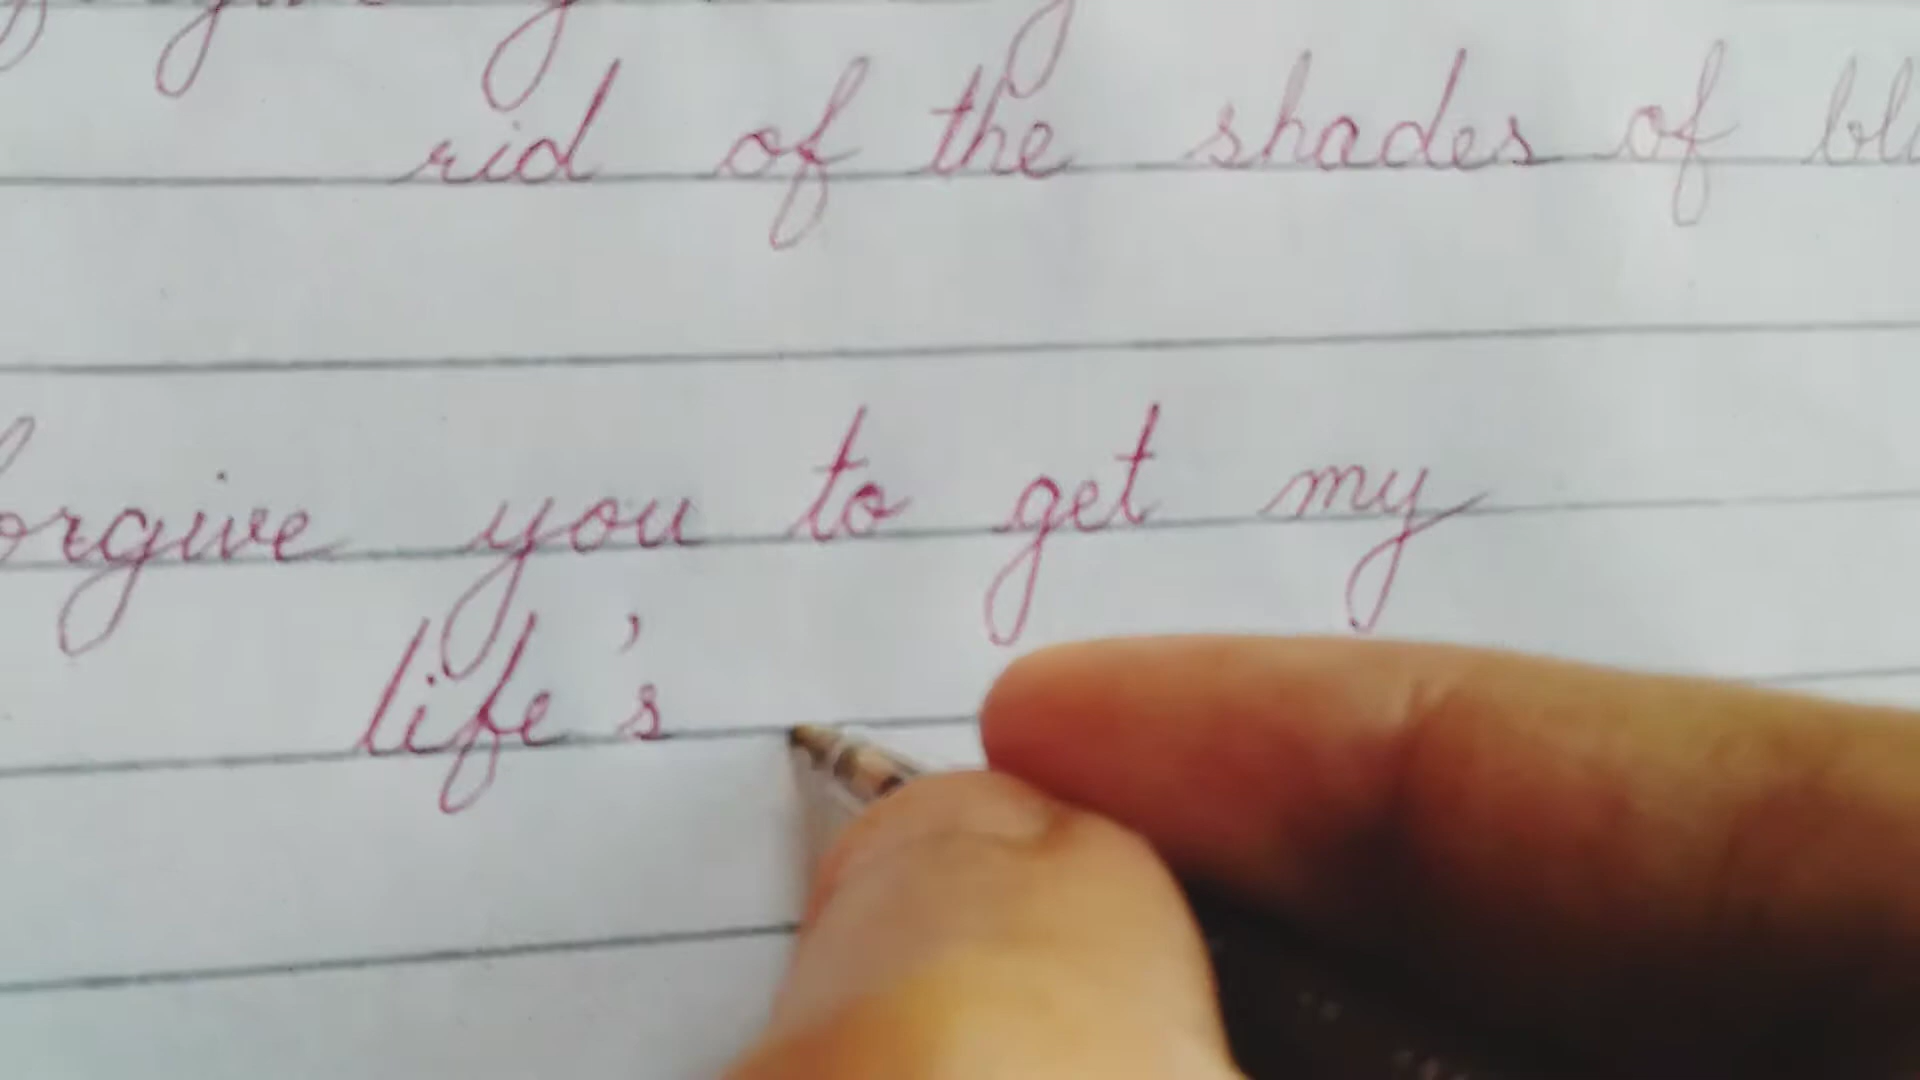 rid of the shades of
forgive you to get my
life's